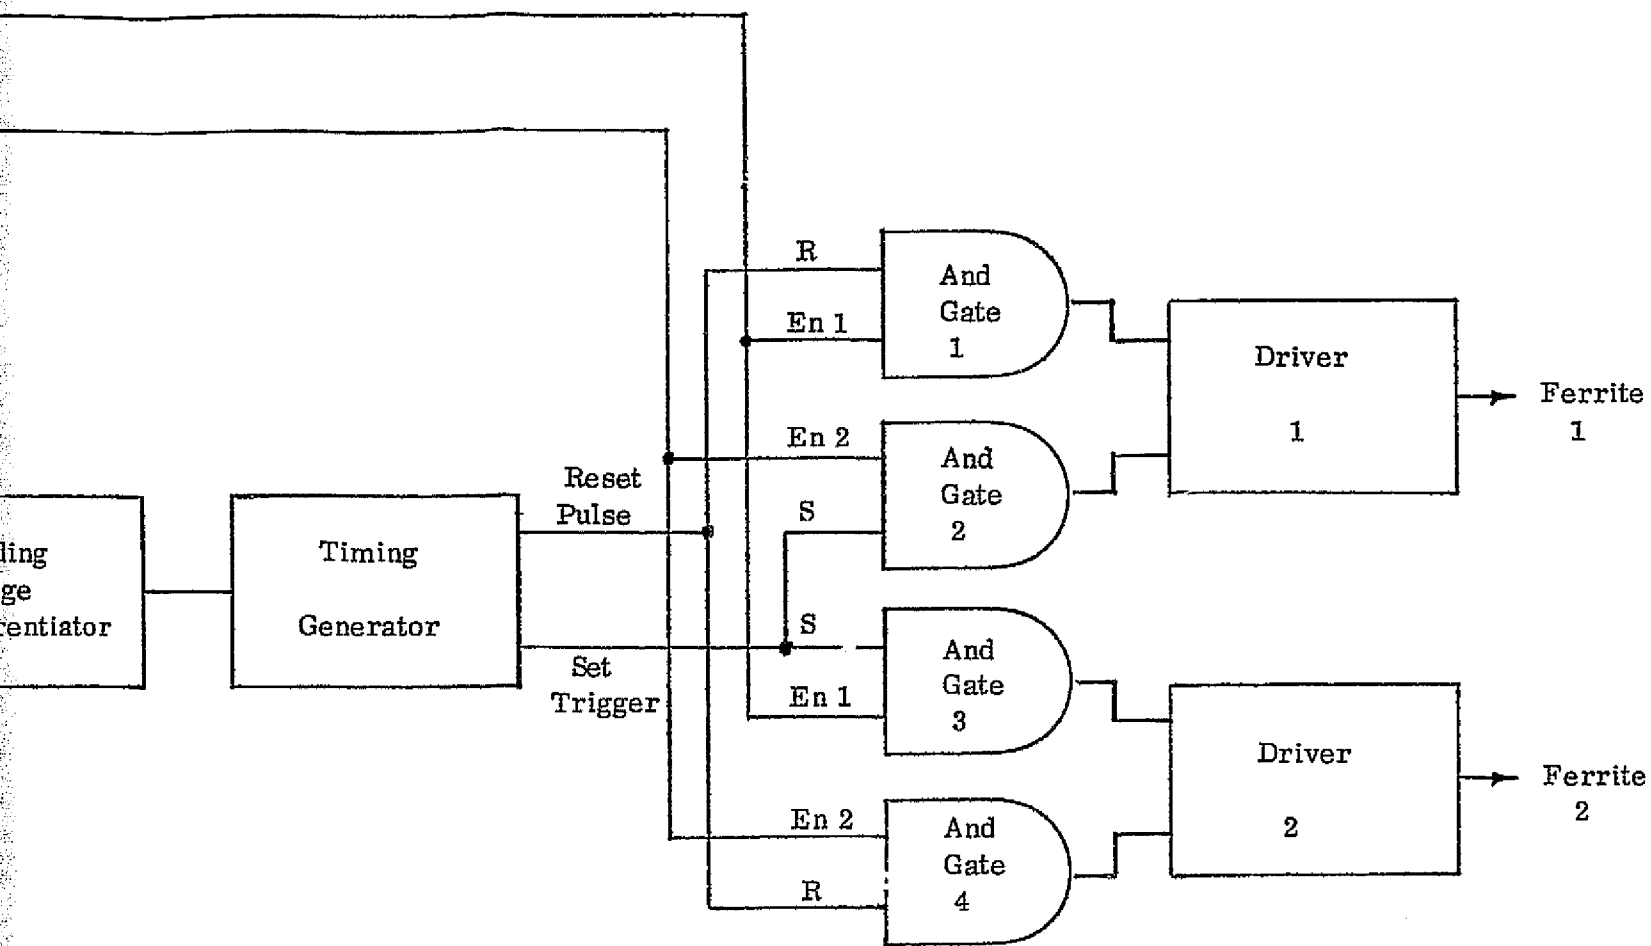 R
And
Gate
1
En 1
Driver
1
Ferrite
1
En 2
And
Gate
2
S
Reset
Pulse
ling
ge
rentiator
Timing
Generator
Set
Trigger
S
And
Gate
3
En 1
Driver
2
Ferrite
2
En 2
And
Gate
4
R